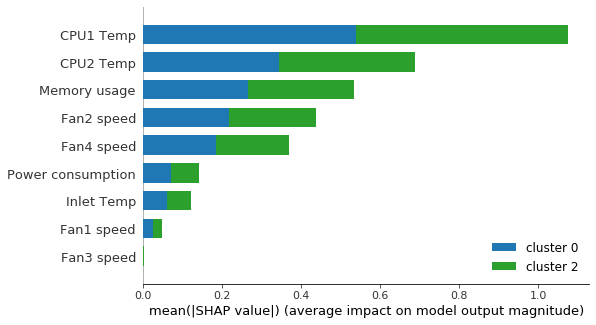 CPU1 Temp
CPU2 Temp
Memory usage
Fan2 speed
Fan4 speed
Power consumption
Inlet Temp
Fan1 speed
Fan3 speed
cluster 0
cluster 2
0.0 0.2 0.4 0.6 0.8 1.0
mean(|SHAP value|) (average impact on model output magnitude)